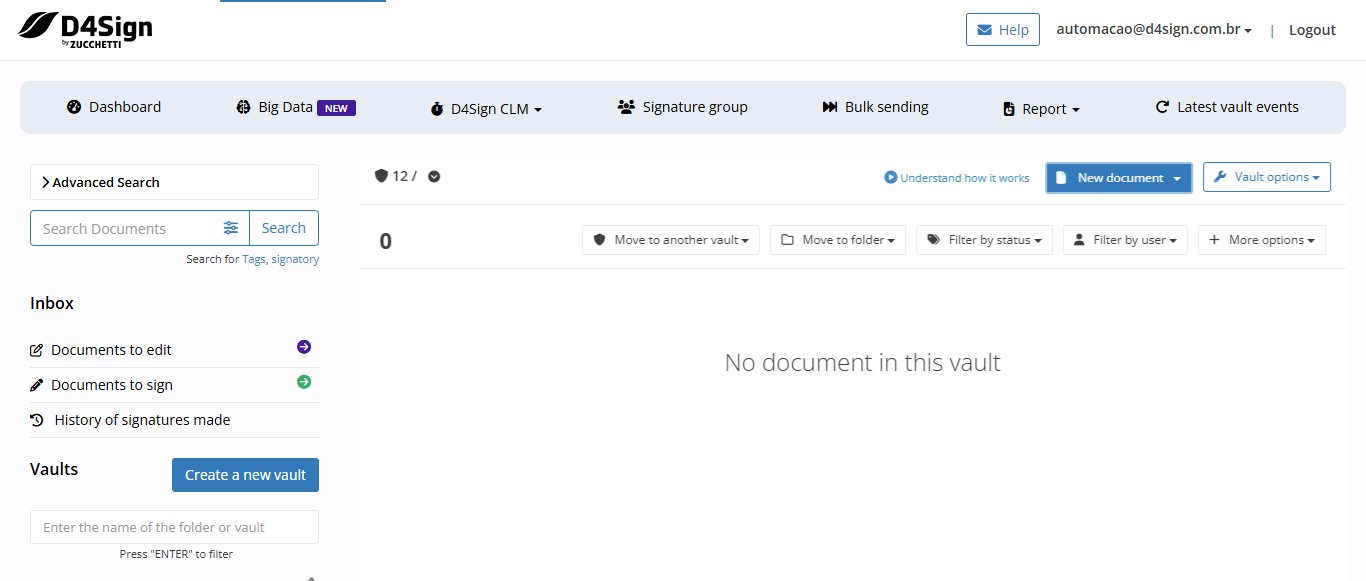 D4Sign
by ZUCCHETTI
Help
automacao@d4sign.com.br
|
Logout
Dashboard
Big Data NEW
D4Sign CLM
Signature group
Bulk sending
Report
Latest vault events
Advanced Search
Search Documents
Search
Search for Tags, signatory
Inbox
Documents to edit
Documents to sign
History of signatures made
Vaults
Create a new vault
Enter the name of the folder or vault
Press "ENTER" to filter
12 /
Understand how it works
New document
Vault options
0
Move to another vault
Move to folder
Filter by status
Filter by user
More options
No document in this vault